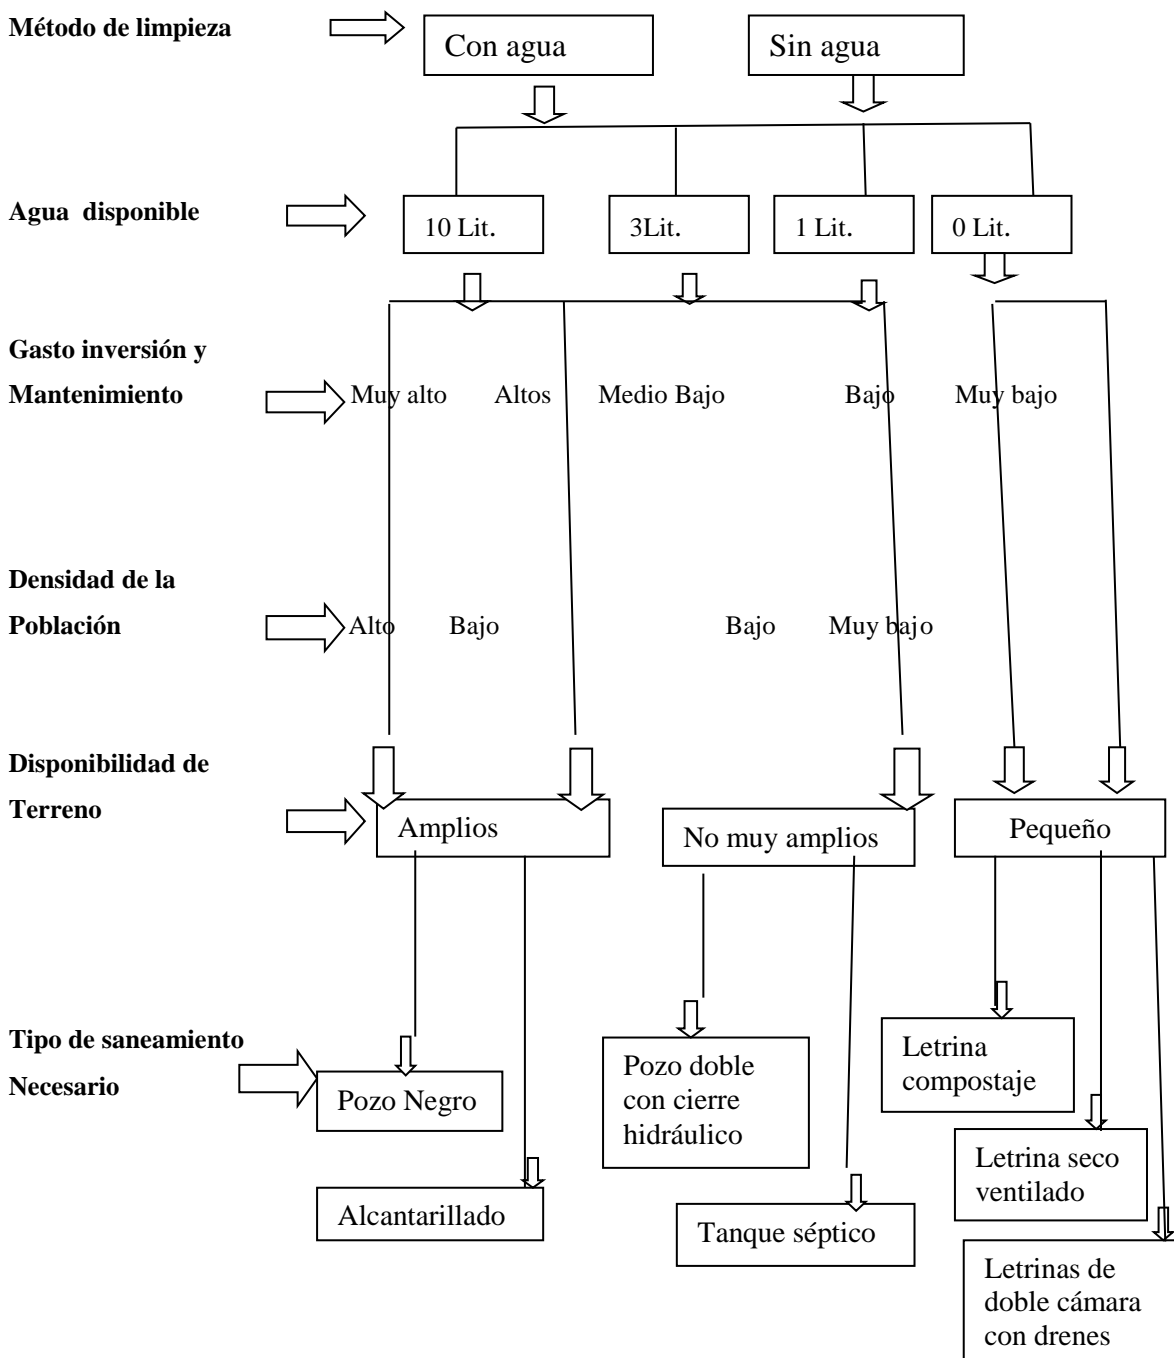 Método de limpieza
Con agua
Sin agua
Agua disponible
10 Lit.
3Lit.
1 Lit.
0 Lit.
Gasto inversión y
Mantenimiento
Muy alto
Altos
Medio Bajo
Bajo
Muy bajo
Densidad de la
Población
Alto
Bajo
Bajo
Muy bajo
Disponibilidad de
Terreno
Amplios
No muy amplios
Pequeño
Tipo de saneamiento
Necesario
Pozo Negro
Alcantarillado
Pozo doble
con cierre
hidráulico
Tanque séptico
Letrina
compostaje
Letrina seco
ventilado
Letrinas de
doble cámara
con drenes